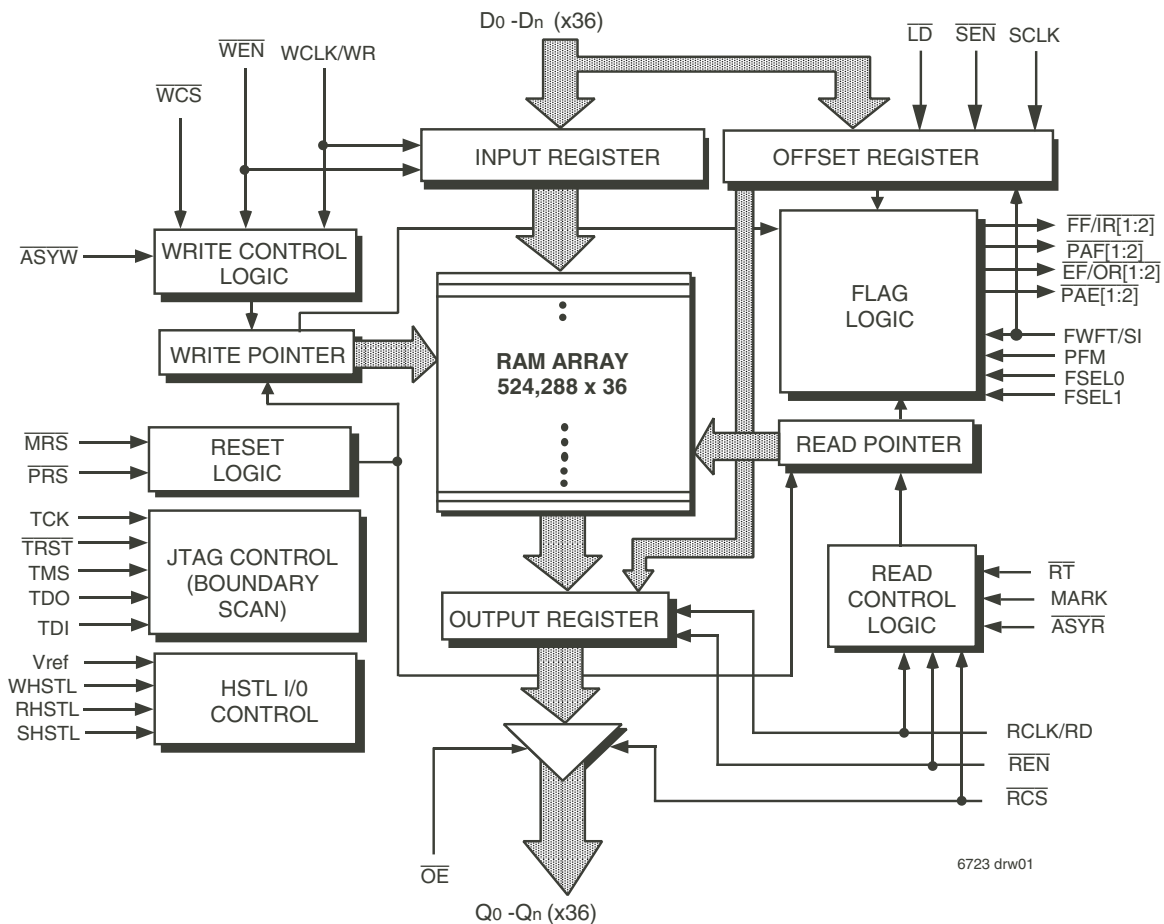 D0 -Dn (x36)
WEN
WCLK/WR
LD
SEN
SCLK
WCS
INPUT REGISTER
OFFSET REGISTER
ASYW
WRITE CONTROL
LOGIC
FF/IR[1:2]
PAF[1:2]
EF/OR[1:2]
PAE[1:2]
FLAG
LOGIC
WRITE POINTER
RAM ARRAY
524,288 x 36
FWFT/SI
PFM
FSEL0
FSEL1
MRS
PRS
RESET
LOGIC
READ POINTER
TCK
TRST
TMS
TDO
TDI
JTAG CONTROL
(BOUNDARY
SCAN)
READ
CONTROL
LOGIC
RT
MARK
ASYR
OUTPUT REGISTER
Vref
WHSTL
RHSTL
SHSTL
HSTL I/0
CONTROL
RCLK/RD
REN
RCS
OE
6723 drw01
Q0 -Qn (x36)